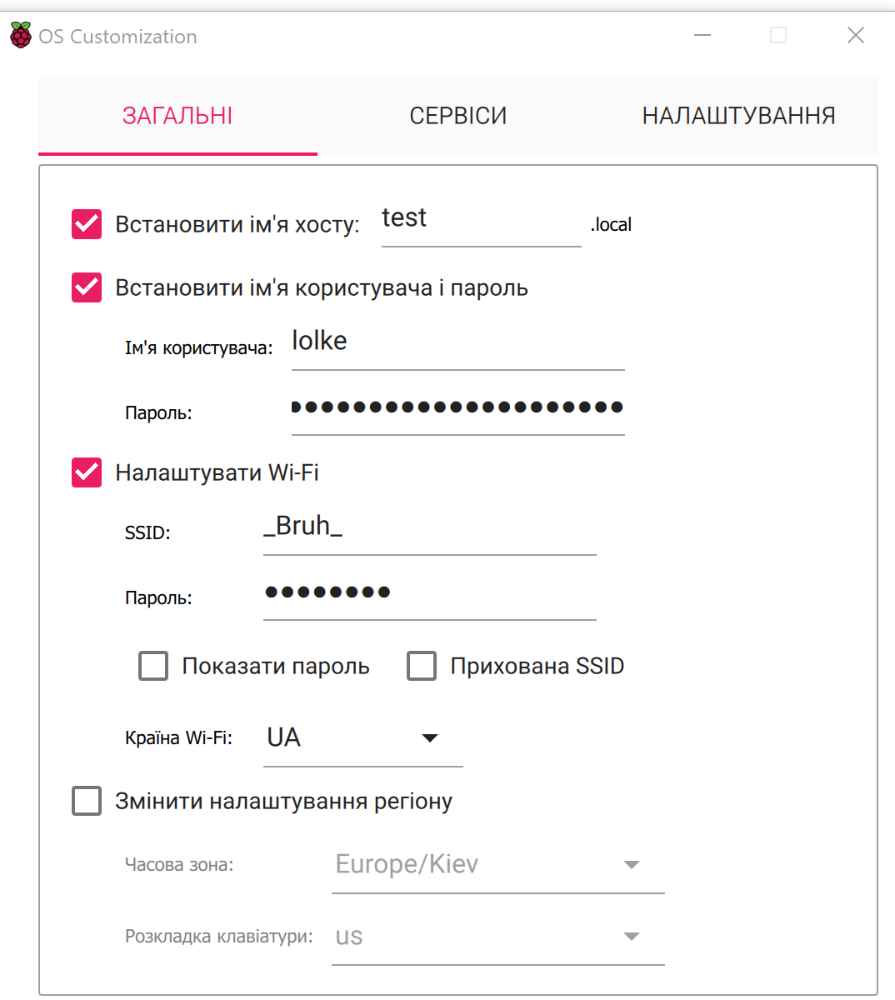 OS Customization
ЗАГАЛЬНІ СЕРВІСИ НАЛАШТУВАННЯ
Встановити ім'я хосту: test .local
Встановити ім'я користувача і пароль
Ім'я користувача: lolke
Пароль: ●●●●●●●●●●●●●●●●●●●●●
Налаштувати Wi-Fi
SSID: _Bruh_
Пароль: ●●●●●●●●
Показати пароль Прихована SSID
Країна Wi-Fi: UA
Змінити налаштування регіону
Часова зона: Europe/Kiev
Розкладка клавіатури: us